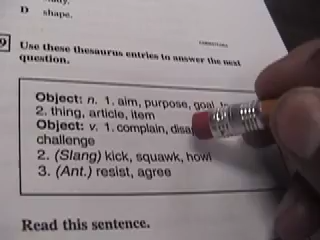 D shape.
9 Use these thesaurus entries to answer the next
question.
Object: n. 1. aim, purpose, goal
2. thing, article, item
Object: v. 1. complain,
challenge
2. (Slang) kick, squawk, howl
3. (Ant.) resist, agree
Read this sentence.